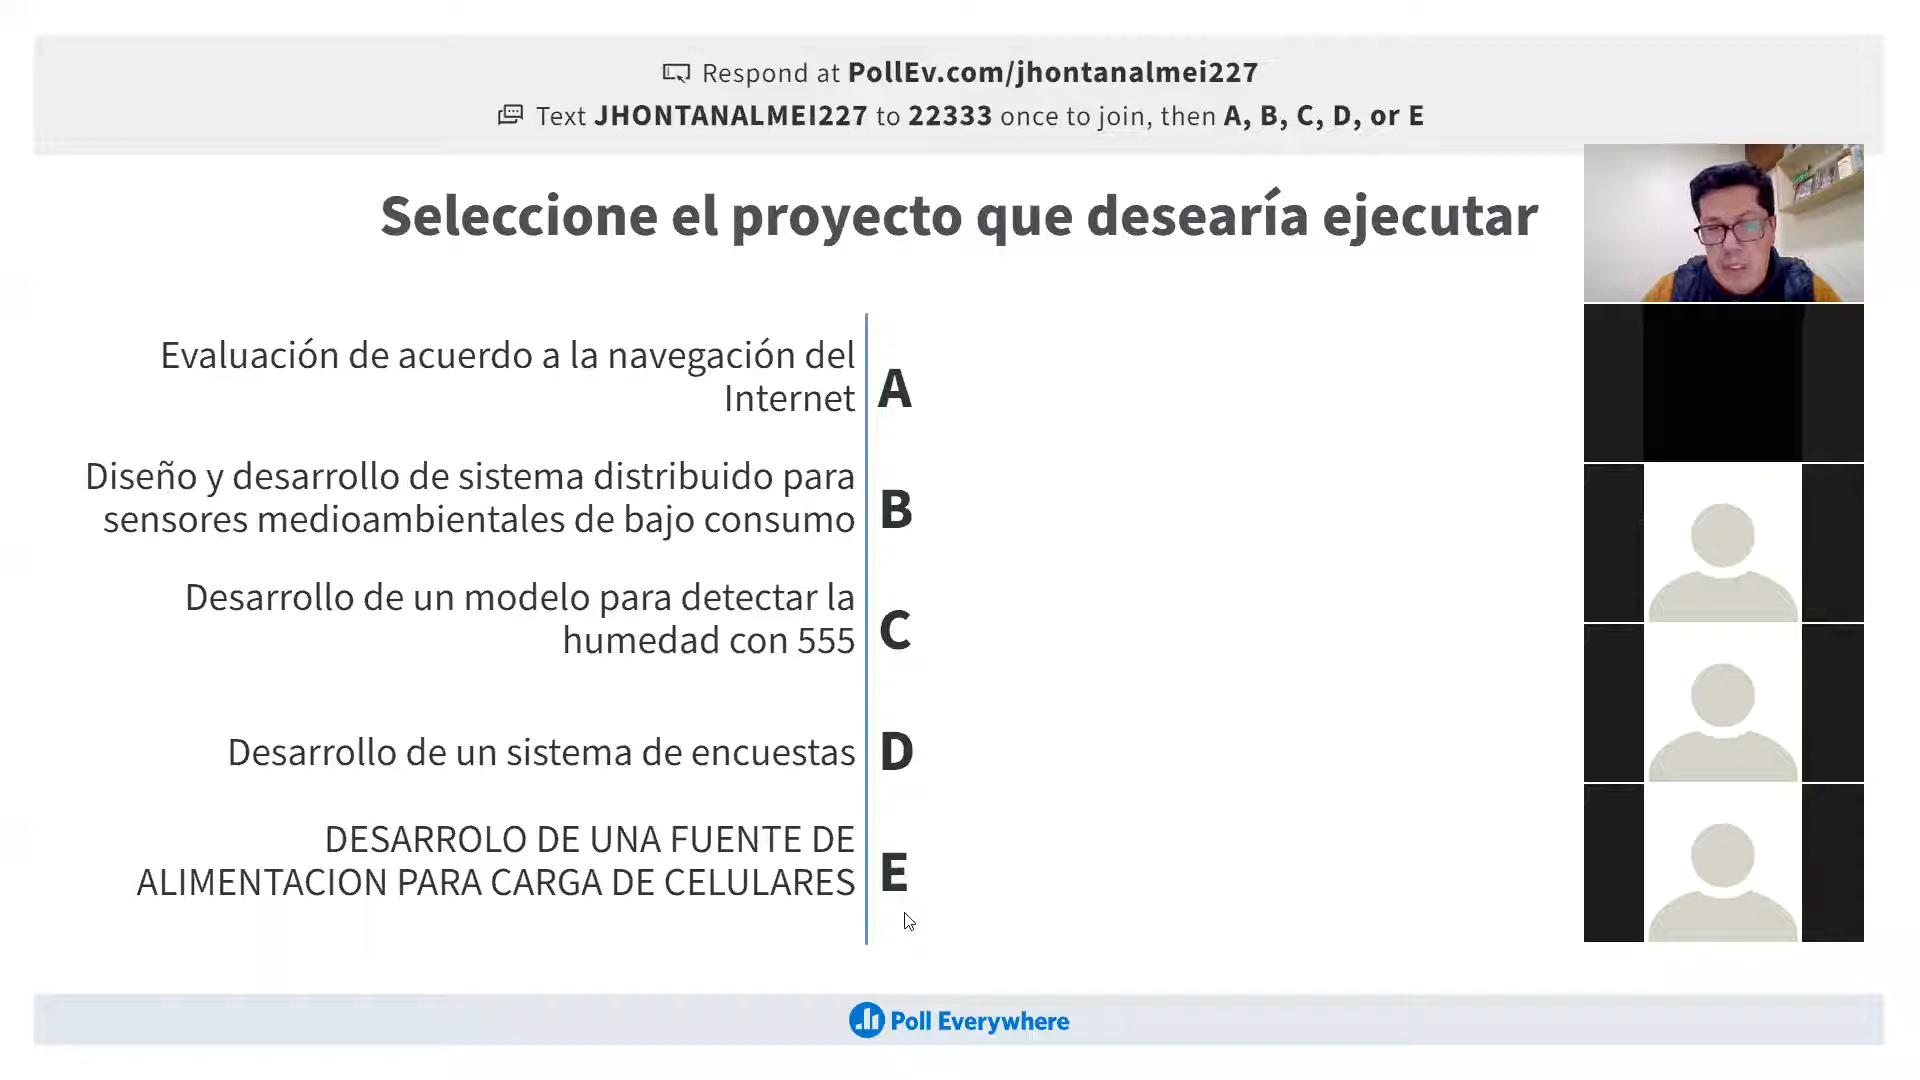 Respond at PollEv.com/jhontanalmei227
Text JHONTANALMEI227 to 22333 once to join, then A, B, C, D, or E
Seleccione el proyecto que desearía ejecutar
Evaluación de acuerdo a la navegación del
Internet
A
Diseño y desarrollo de sistema distribuido para
sensores medioambientales de bajo consumo
B
Desarrollo de un modelo para detectar la
humedad con 555
C
Desarrollo de un sistema de encuestas
D
DESARROLO DE UNA FUENTE DE
ALIMENTACION PARA CARGA DE CELULARES
E
Poll Everywhere